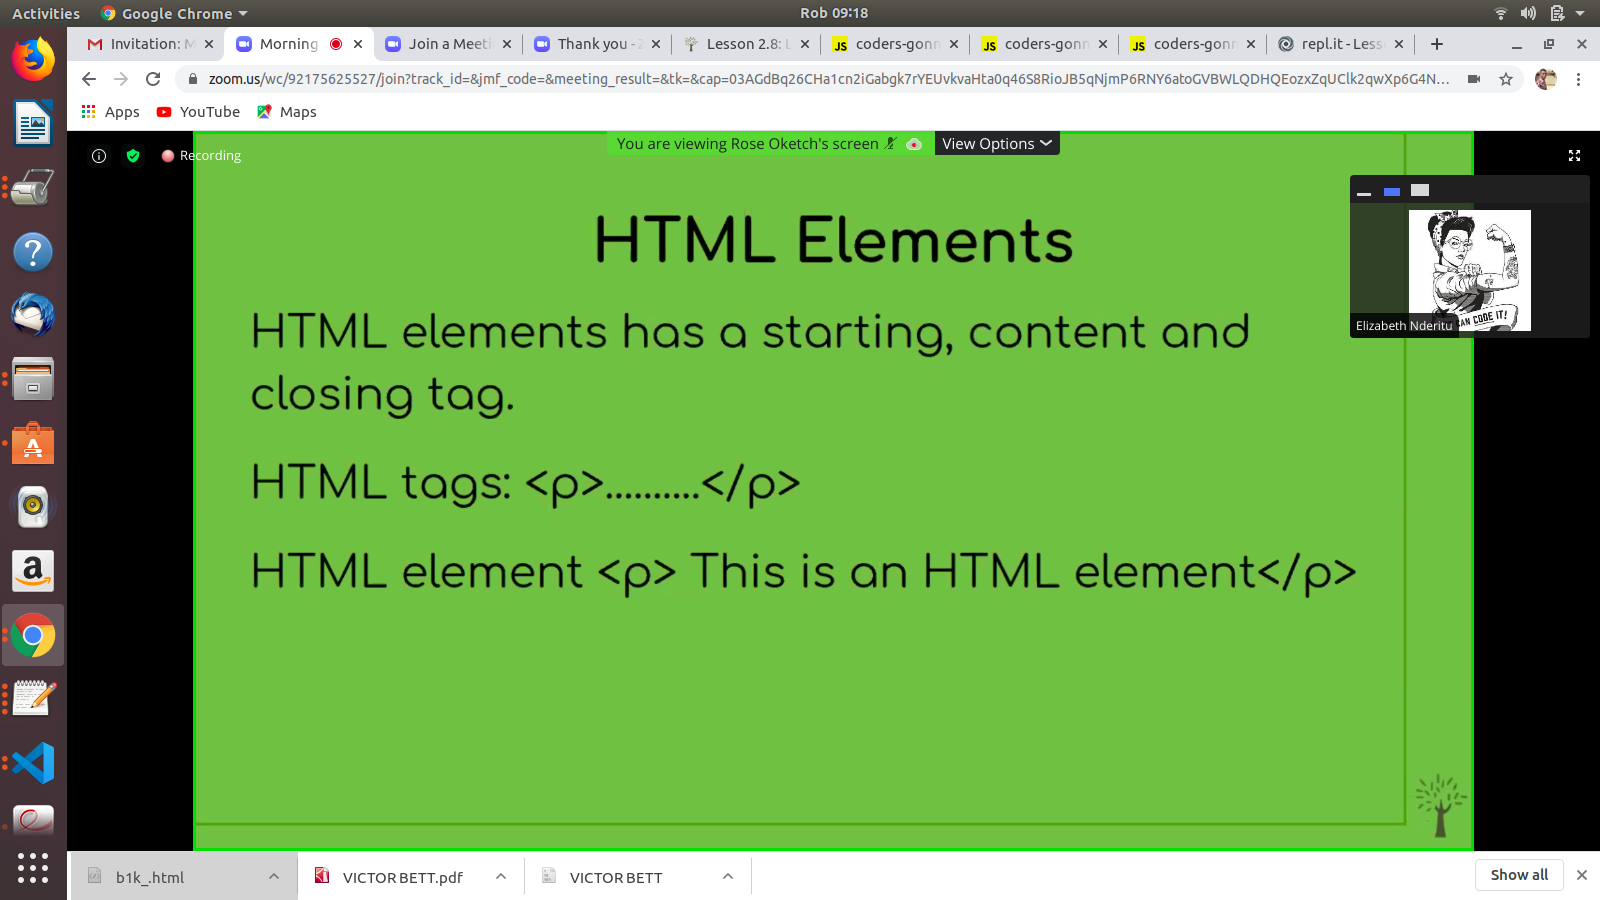 Activities
Google Chrome
Rob 09:18
Invitation: M
Morning
Join a Meeti
Thank you - Z
Lesson 2.8: L
coders-gonn
coders-gonn
coders-gonn
repl.it - Less
zoom.us/wc/92175625527/join?track_id=&jmf_code=&meeting_result=&tk=&cap=03AGdBq26CHa1cn2iGabgk7rYEUvkvaHta0q46S8RioJB5qNjmP6RNY6atoGVBWLQDHQEozxZqUClk2qwXp6G4N...
Apps
YouTube
Maps
You are viewing Rose Oketch's screen
View Options
Recording
HTML Elements
HTML elements has a starting, content and
closing tag.
HTML tags: <p>..........</p>
HTML element <p> This is an HTML element</p>
CAN CODE IT!
Elizabeth Nderitu
b1k_.html
VICTOR BETT.pdf
VICTOR BETT
Show all